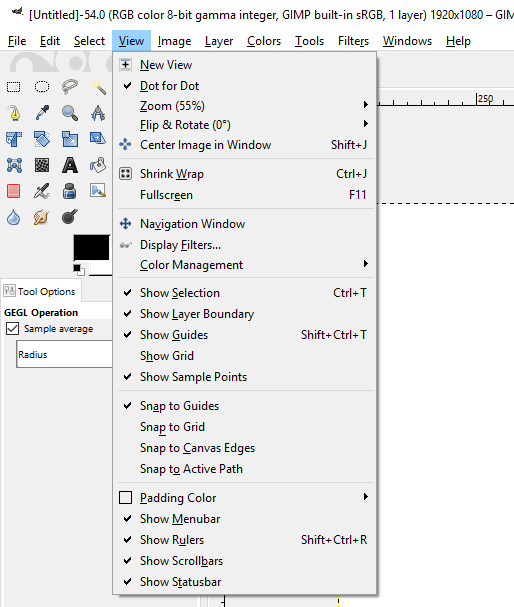 [Untitled]-54.0 (RGB color 8-bit gamma integer, GIMP built-in sRGB, 1 layer) 1920x1080 – GI
File Edit Select View Image Layer Colors Tools Filters Windows Help
New View
Dot for Dot
250
Zoom (55%)
Flip & Rotate (0°)
Center Image in Window Shift+J
Shrink Wrap Ctrl+J
Fullscreen F11
Navigation Window
Display Filters...
Color Management
Tool Options
Show Selection Ctrl+T
GEGL Operation
Show Layer Boundary
Sample average
Show Guides Shift+Ctrl+T
Radius
Show Grid
Show Sample Points
Snap to Guides
Snap to Grid
Snap to Canvas Edges
Snap to Active Path
Padding Color
Show Menubar
Show Rulers Shift+Ctrl+R
Show Scrollbars
Show Statusbar